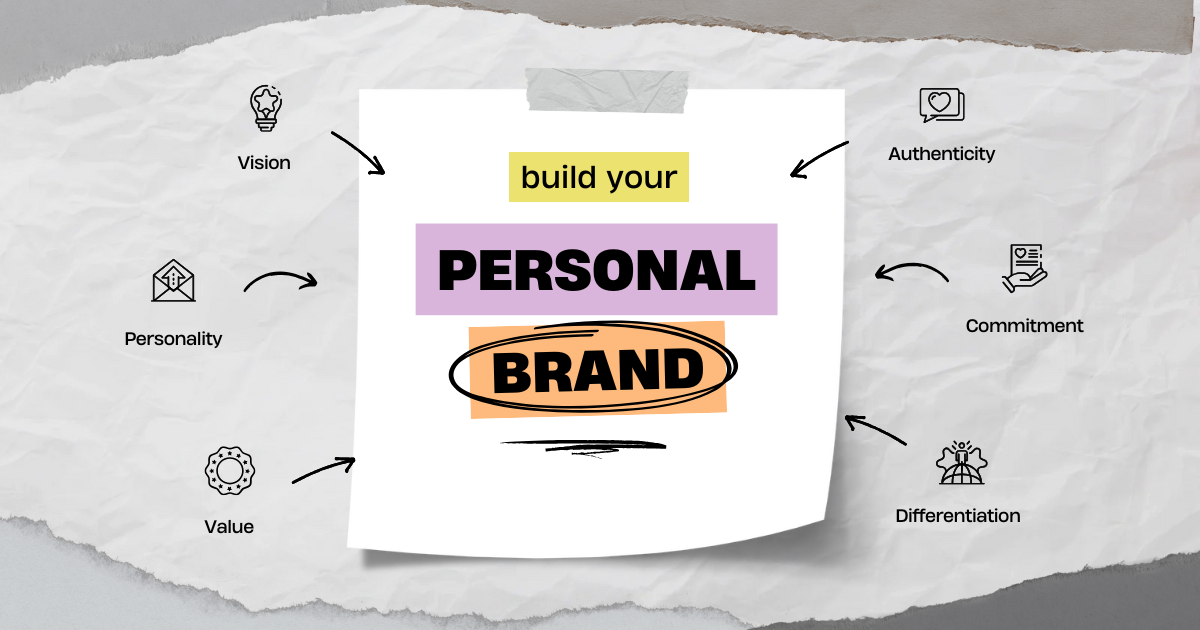 build your
PERSONAL
BRAND
Vision
Personality
Value
Authenticity
Commitment
Differentiation